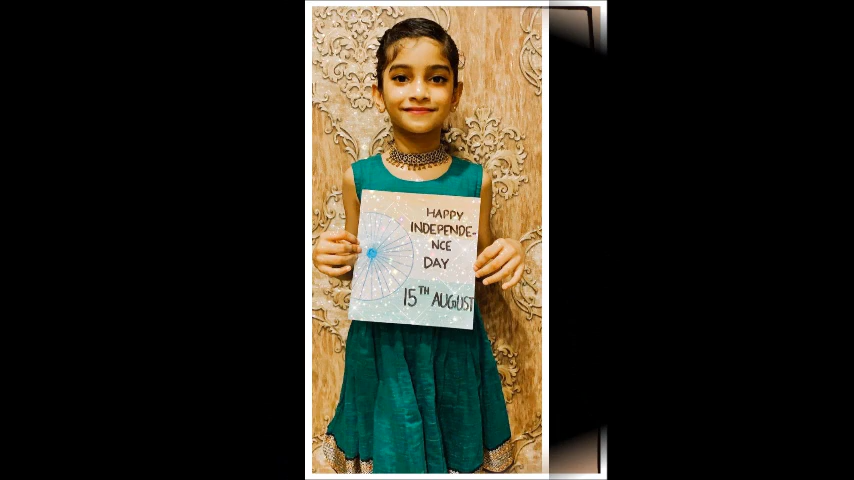 HAPPY
INDEPENDE-
NCE
DAY
15TH AUGUST